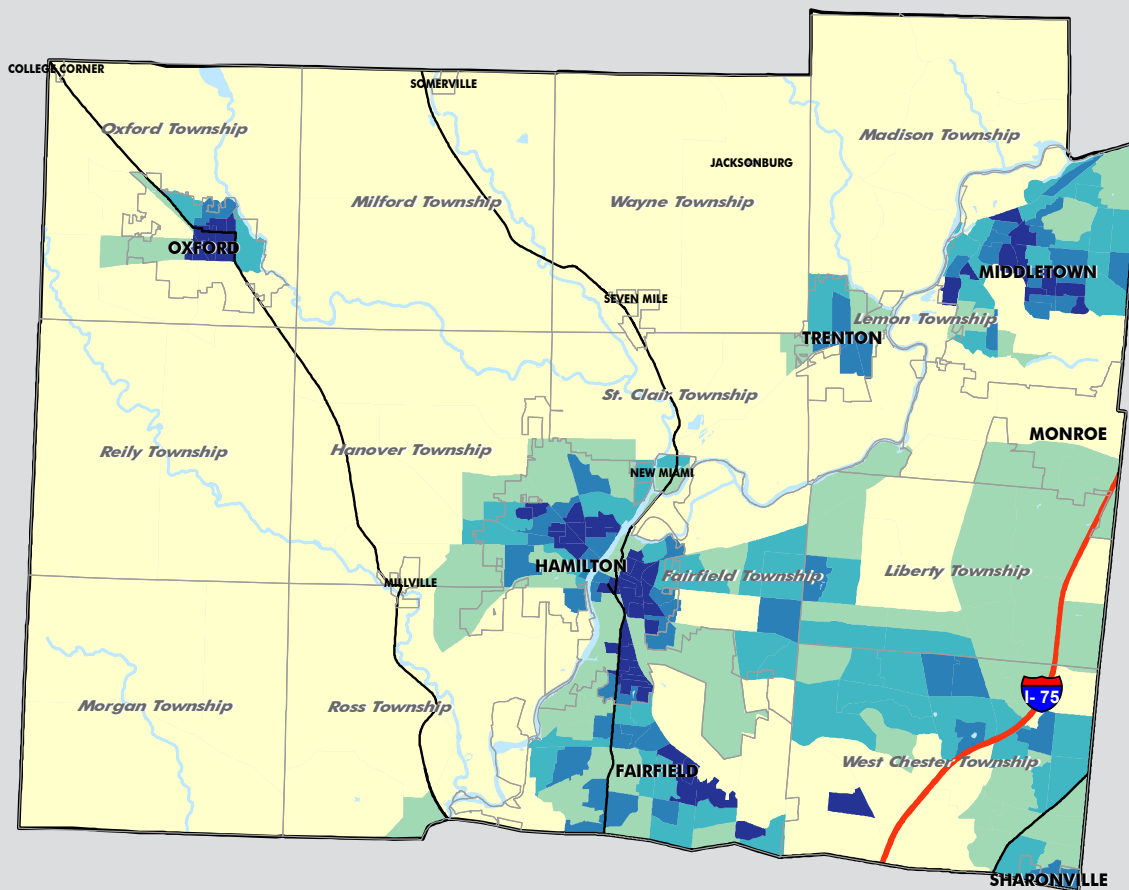 COLLEGE CORNER
SOMERVILLE
Oxford Township
Madison Township
JACKSONBURG
Milford Township
Wayne Township
OXFORD
MIDDLETOWN
SEVEN MILE
Lemon Township
TRENTON
St. Clair Township
MONROE
Reily Township
Hanover Township
NEW MIAMI
HAMILTON
Fairfield Township
Liberty Township
MILLVILLE
I-75
Morgan Township
Ross Township
West Chester Township
FAIRFIELD
SHARONVILLE